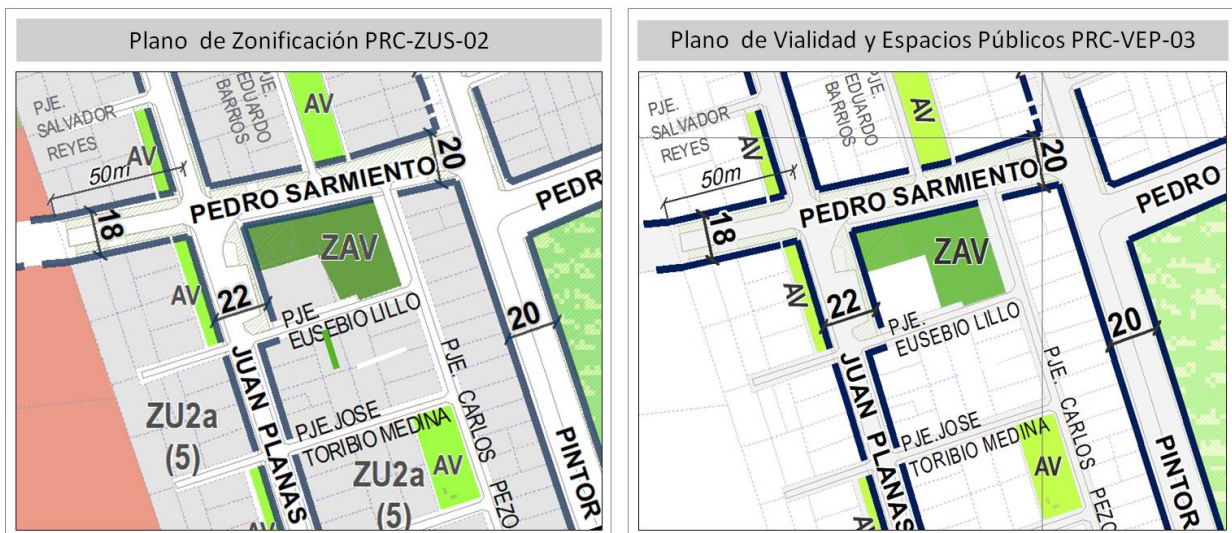 Plano de Zonificación PRC-ZUS-02
PJE.
SALVADOR
REYES
PJE.
EDUARDO
BARRIOS
AV
AV
50m
20
18
PEDRO SARMIENTO
PEDRO
ZAV
AV
22
PJE.
EUSEBIO LILLO
20
JUAN PLANAS
ZU2a
(5)
PJE.JOSE
TORIBIO MEDINA
PJE. CARLOS PEZO
AV
ZU2a
(5)
AV
PINTOR
Plano de Vialidad y Espacios Públicos PRC-VEP-03
PJE.
SALVADOR
REYES
PJE.
EDUARDO
BARRIOS
AV
AV
50m
20
18
PEDRO SARMIENTO
PEDRO
ZAV
AV
22
PJE.
EUSEBIO LILLO
20
JUAN PLANAS
PJE.JOSE
TORIBIO MEDINA
PJE. CARLOS PEZO
AV
AV
PINTOR